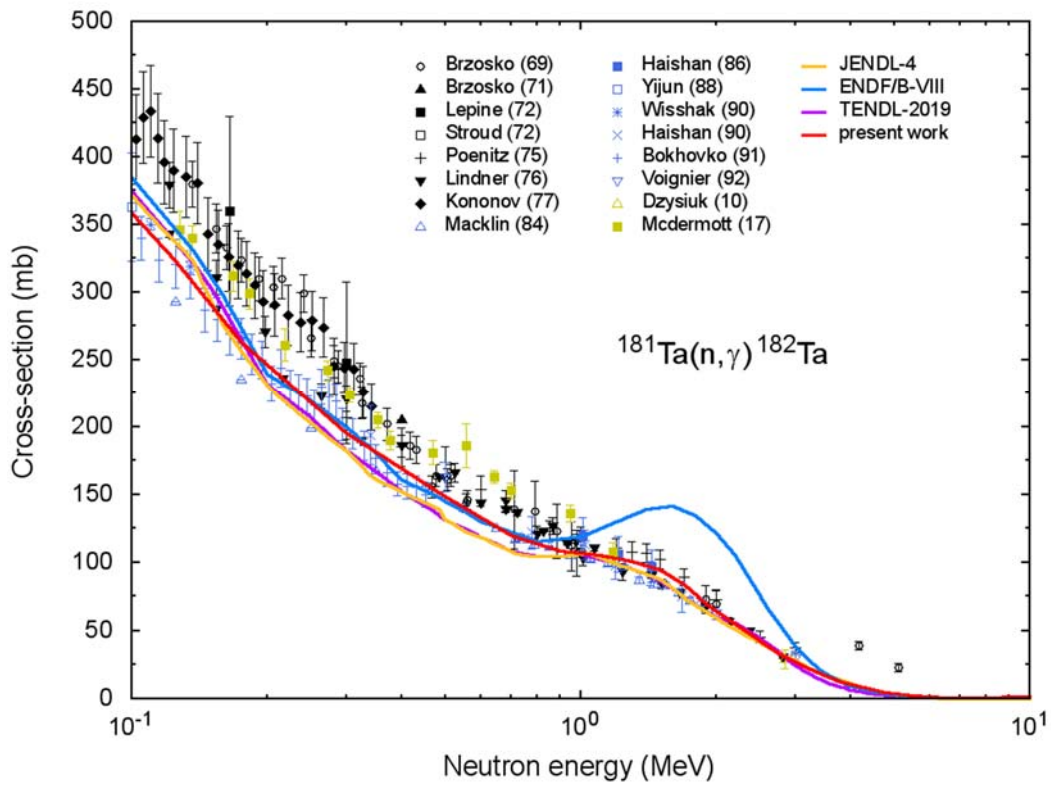 500
450
400
350
300
250
200
150
100
50
0
Cross-section (mb)
Brzosko (69)
Brzosko (71)
Lepine (72)
Stroud (72)
Poenitz (75)
Lindner (76)
Kononov (77)
Macklin (84)
Haishan (86)
Yijun (88)
Wisshak (90)
Haishan (90)
Bokhovko (91)
Voignier (92)
Dzysiuk (10)
Mcdermott (17)
JENDL-4
ENDF/B-VIII
TENDL-2019
present work
¹⁸¹Ta(n,γ)¹⁸²Ta
10⁻¹ 10⁰ 10¹
Neutron energy (MeV)